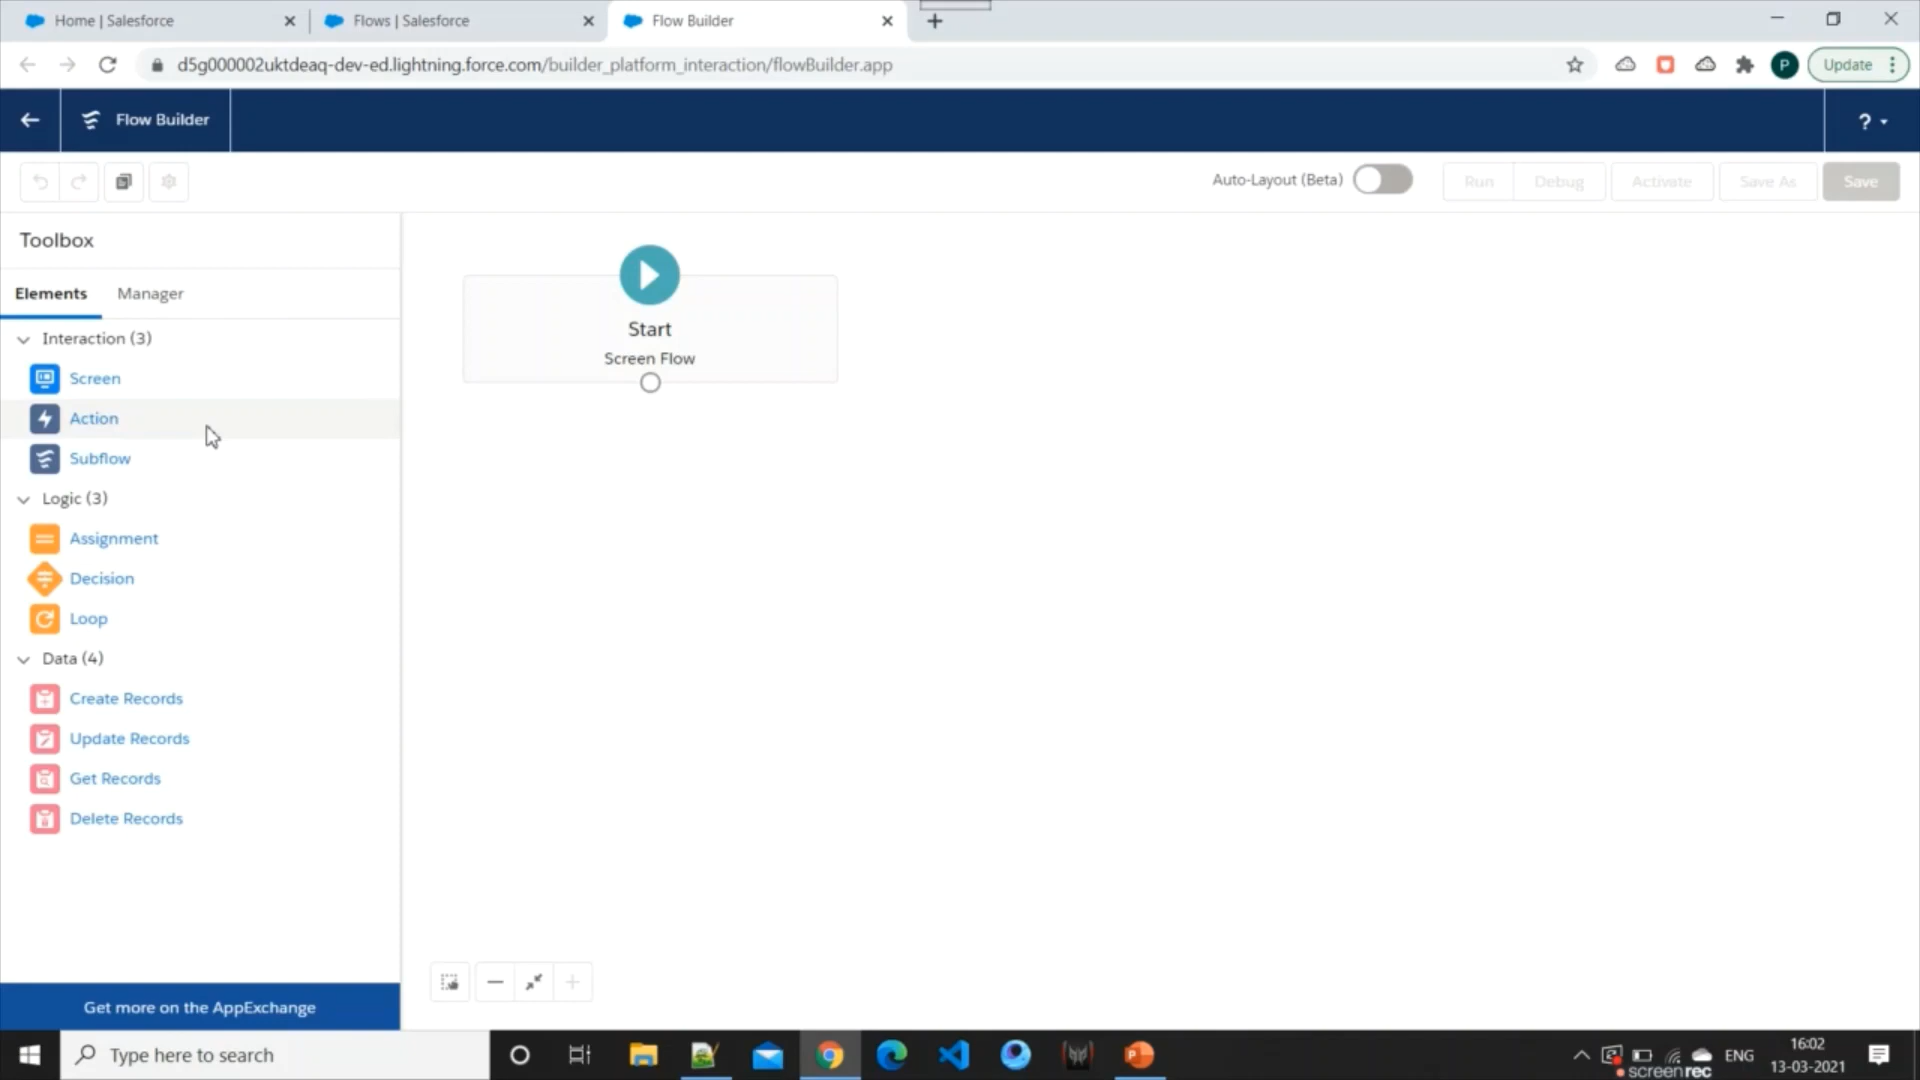 Home | Salesforce
Flows | Salesforce
Flow Builder
d5g000002uktdeaq-dev-ed.lightning.force.com/builder_platform_interaction/flowBuilder.app
P
Update
Flow Builder
?
Auto-Layout (Beta)
Run
Debug
Activate
Save As
Save
Toolbox
Elements
Manager
Interaction (3)
Screen
Action
Subflow
Logic (3)
Assignment
Decision
Loop
Data (4)
Create Records
Update Records
Get Records
Delete Records
Start
Screen Flow
Get more on the AppExchange
Type here to search
ENG
16:02
13-03-2021
screenrec